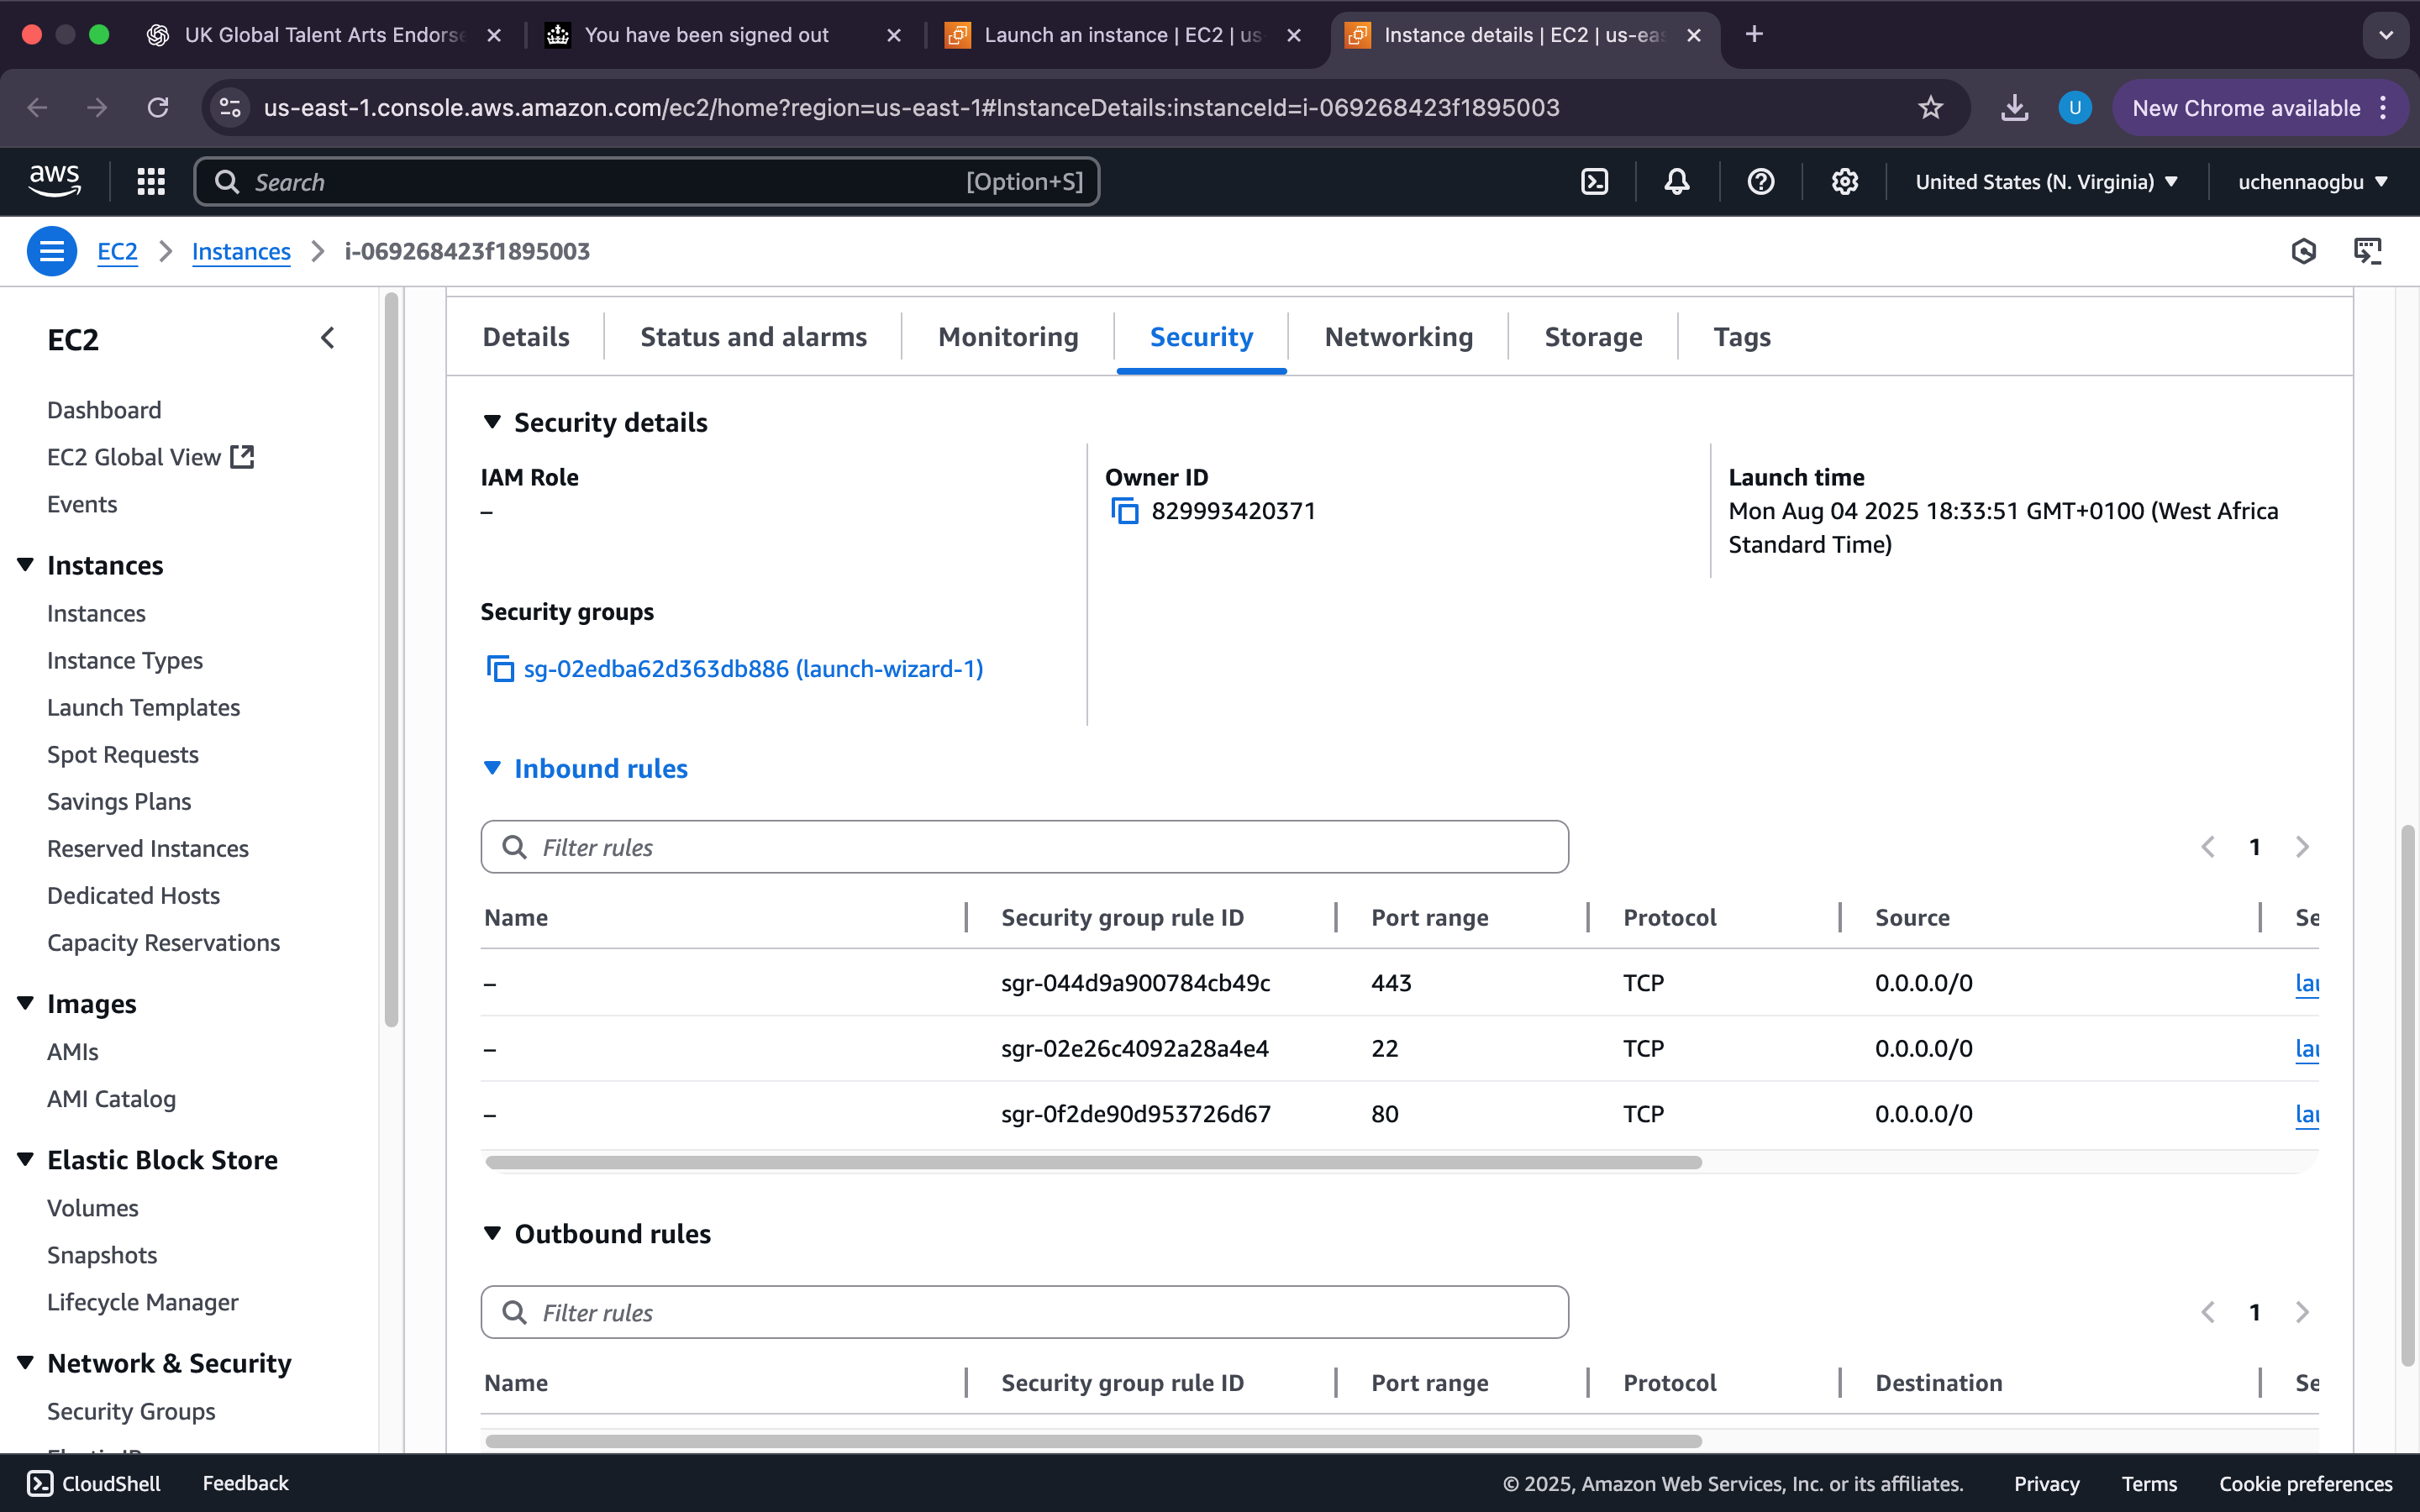 UK Global Talent Arts Endorse
You have been signed out
Launch an instance | EC2 | us-
Instance details | EC2 | us-eas
us-east-1.console.aws.amazon.com/ec2/home?region=us-east-1#InstanceDetails:instanceId=i-069268423f1895003
U
New Chrome available
aws
Search
[Option+S]
United States (N. Virginia)
uchennaogbu
EC2
Instances
i-069268423f1895003
EC2
Dashboard
EC2 Global View
Events
Instances
Instances
Instance Types
Launch Templates
Spot Requests
Savings Plans
Reserved Instances
Dedicated Hosts
Capacity Reservations
Images
AMIs
AMI Catalog
Elastic Block Store
Volumes
Snapshots
Lifecycle Manager
Network & Security
Security Groups
Details
Status and alarms
Monitoring
Security
Networking
Storage
Tags
Security details
IAM Role
–
Owner ID
829993420371
Launch time
Mon Aug 04 2025 18:33:51 GMT+0100 (West Africa
Standard Time)
Security groups
sg-02edba62d363db886 (launch-wizard-1)
Inbound rules
Filter rules
1
Name Security group rule ID Port range Protocol Source Se
– sgr-044d9a900784cb49c 443 TCP 0.0.0.0/0 lau
– sgr-02e26c4092a28a4e4 22 TCP 0.0.0.0/0 lau
– sgr-0f2de90d953726d67 80 TCP 0.0.0.0/0 lau
Outbound rules
Filter rules
1
Name Security group rule ID Port range Protocol Destination Se
CloudShell
Feedback
© 2025, Amazon Web Services, Inc. or its affiliates.
Privacy
Terms
Cookie preferences